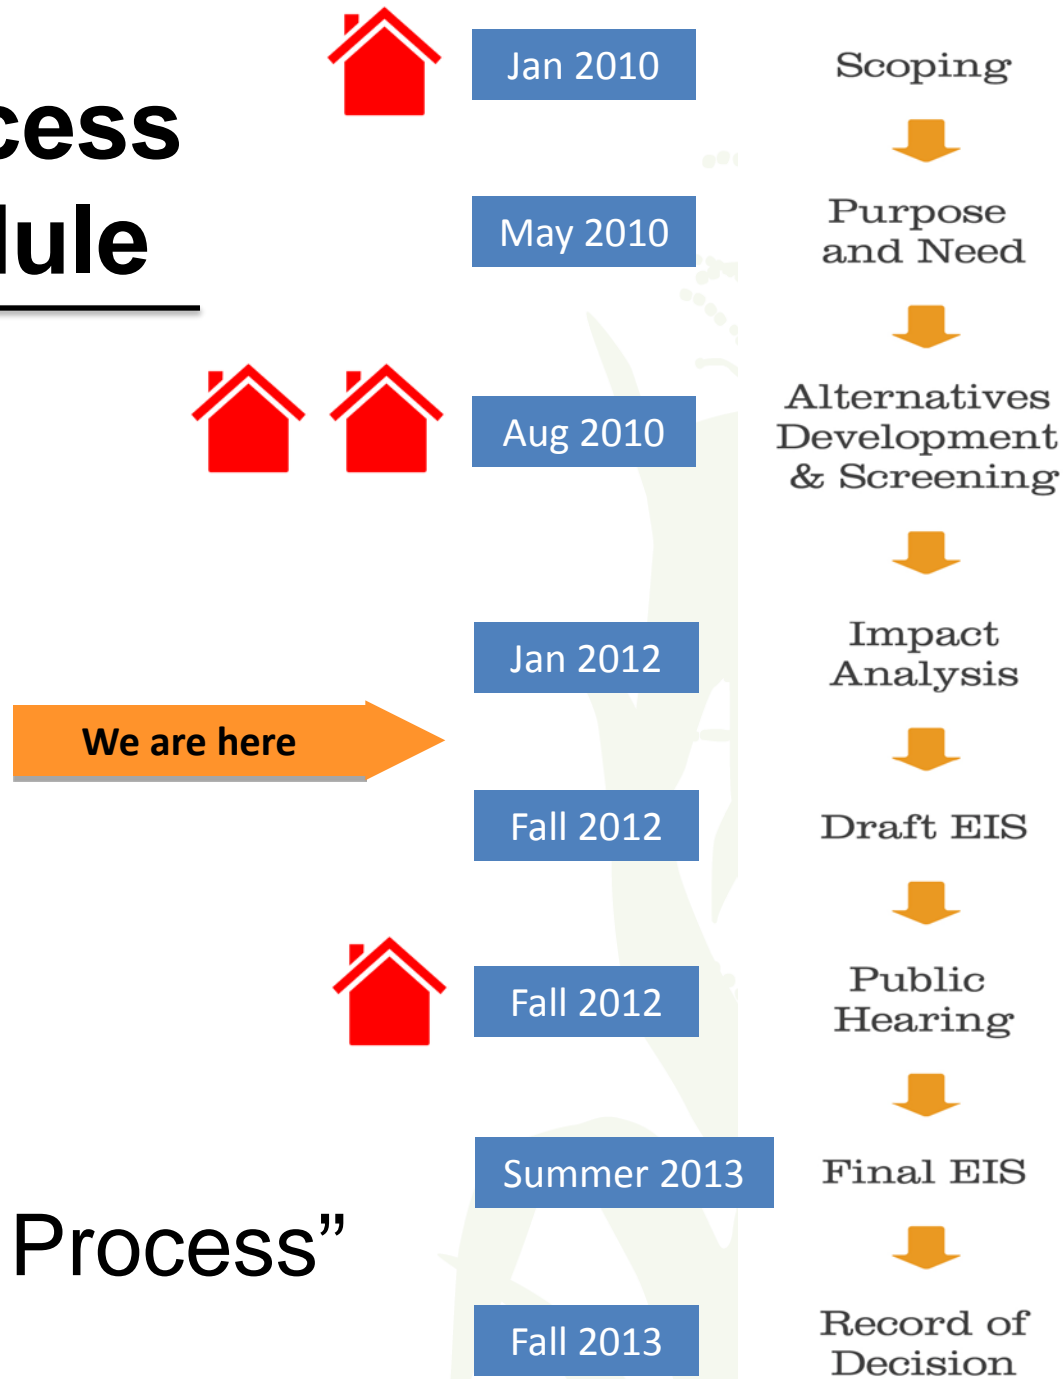 cess
dule
Jan 2010
Scoping
May 2010
Purpose
and Need
Aug 2010
Alternatives
Development
& Screening
Jan 2012
Impact
Analysis
We are here
Fall 2012
Draft EIS
Fall 2012
Public
Hearing
Summer 2013
Final EIS
Process”
Fall 2013
Record of
Decision